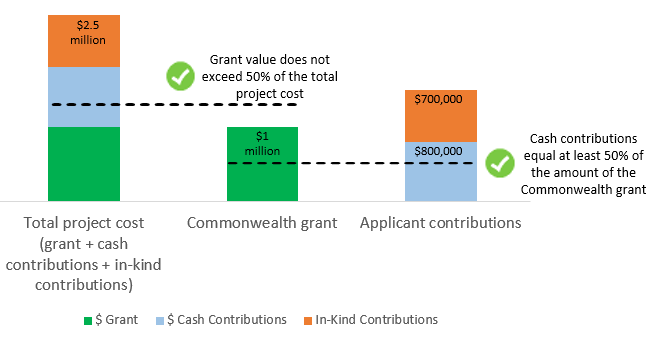 $2.5
million
Grant value does not
exceed 50% of the total
project cost
$1
million
$700,000
$800,000
Cash contributions
equal at least 50% of
the amount of the
Commonwealth grant
Total project cost
(grant + cash
contributions + in-kind
contributions)
Commonwealth grant
Applicant contributions
$ Grant
$ Cash Contributions
In-Kind Contributions